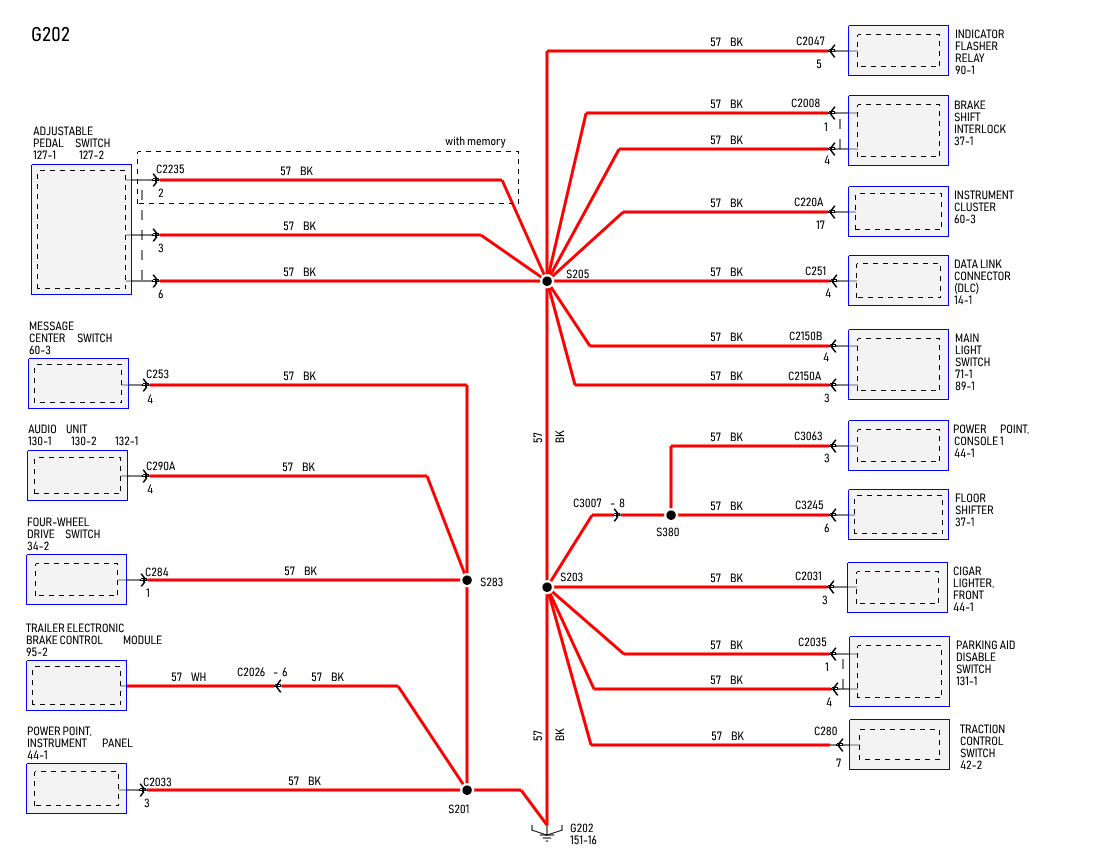 G202
INDICATOR
FLASHER
RELAY
90-1
57 BK
C2047
5
BRAKE
SHIFT
INTERLOCK
37-1
57 BK
C2008
1
57 BK
4
INSTRUMENT
CLUSTER
60-3
57 BK
C220A
17
DATA LINK
CONNECTOR
(DLC)
14-1
57 BK
C251
4
MAIN
LIGHT
SWITCH
71-1
89-1
57 BK
C2150B
4
57 BK
C2150A
3
POWER POINT,
CONSOLE 1
44-1
57 BK
C3063
3
FLOOR
SHIFTER
37-1
57 BK
C3245
6
C3007 - 8
S380
CIGAR
LIGHTER,
FRONT
44-1
57 BK
C2031
3
PARKING AID
DISABLE
SWITCH
131-1
57 BK
C2035
1
57 BK
4
TRACTION
CONTROL
SWITCH
42-2
57 BK
C280
7
ADJUSTABLE
PEDAL SWITCH
127-1 127-2
with memory
C2235
57 BK
2
57 BK
3
57 BK
6
S205
MESSAGE
CENTER SWITCH
60-3
C253
57 BK
4
AUDIO UNIT
130-1 130-2 132-1
C290A
57 BK
4
FOUR-WHEEL
DRIVE SWITCH
34-2
C284
57 BK
1
S283
57 BK
S203
TRAILER ELECTRONIC
BRAKE CONTROL MODULE
95-2
57 WH
C2026 - 6
57 BK
POWER POINT,
INSTRUMENT PANEL
44-1
C2033
57 BK
3
S201
57 BK
G202
151-16